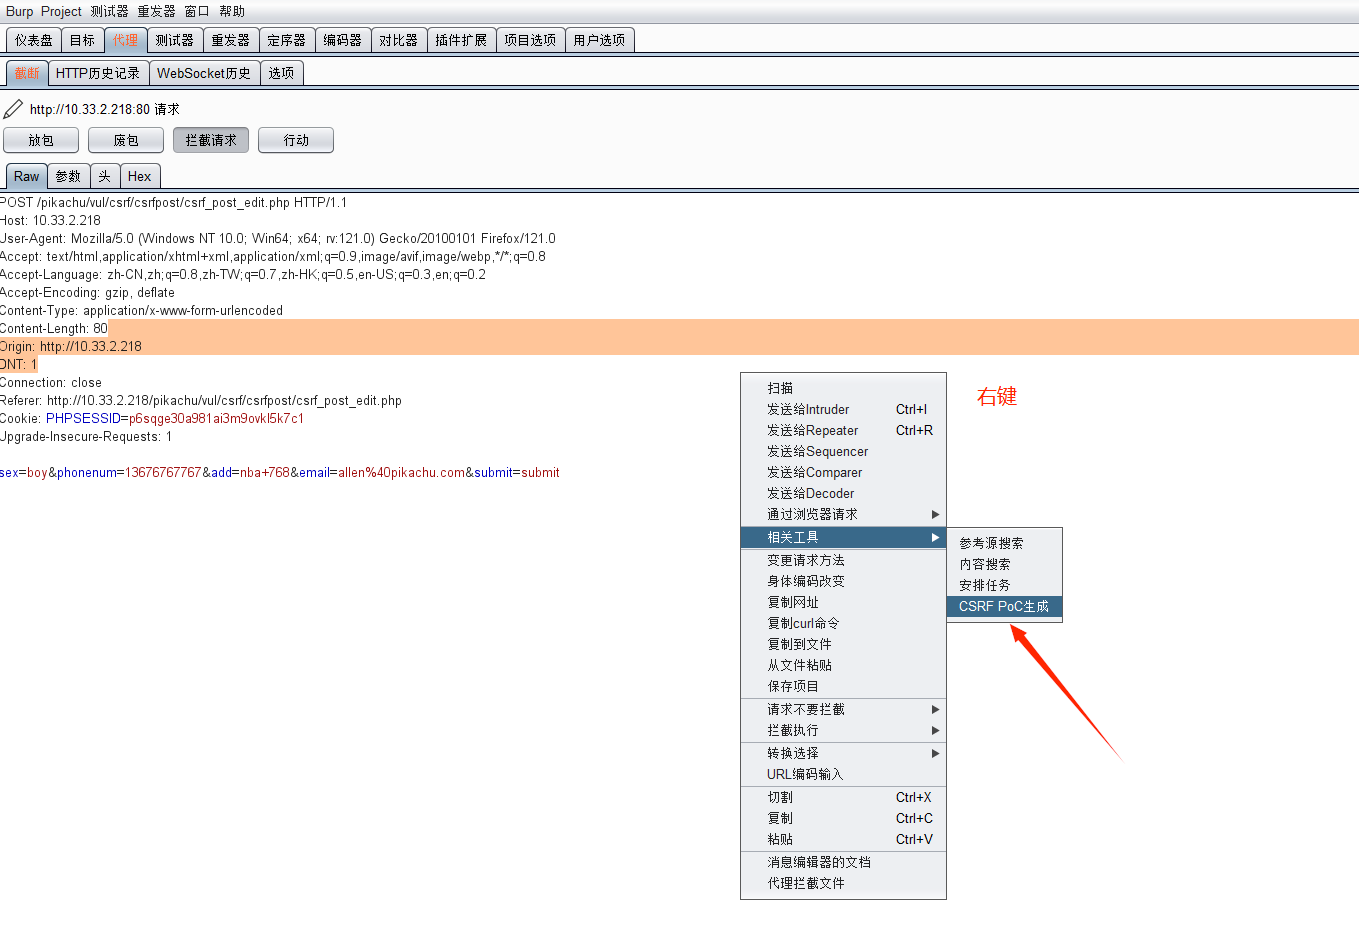 Burp Project 测试器 重发器 窗口 帮助
仪表盘 目标 代理 测试器 重发器 定序器 编码器 对比器 插件扩展 项目选项 用户选项
截断 HTTP历史记录 WebSocket历史 选项
http://10.33.2.218:80 请求
放包 废包 拦截请求 行动
Raw 参数 头 Hex
POST /pikachu/vul/csrf/csrfpost/csrf_post_edit.php HTTP/1.1
Host: 10.33.2.218
User-Agent: Mozilla/5.0 (Windows NT 10.0; Win64; x64; rv:121.0) Gecko/20100101 Firefox/121.0
Accept: text/html,application/xhtml+xml,application/xml;q=0.9,image/avif,image/webp,*/*;q=0.8
Accept-Language: zh-CN,zh;q=0.8,zh-TW;q=0.7,zh-HK;q=0.5,en-US;q=0.3,en;q=0.2
Accept-Encoding: gzip, deflate
Content-Type: application/x-www-form-urlencoded
Content-Length: 80
Origin: http://10.33.2.218
DNT: 1
Connection: close
Referer: http://10.33.2.218/pikachu/vul/csrf/csrfpost/csrf_post_edit.php
Cookie: PHPSESSID=p6sqge30a981ai3m9ovkl5k7c1
Upgrade-Insecure-Requests: 1
sex=boy&phonenum=13676767767&add=nba+768&email=allen%40pikachu.com&submit=submit
右键
扫描
发送给Intruder Ctrl+I
发送给Repeater Ctrl+R
发送给Sequencer
发送给Comparer
发送给Decoder
通过浏览器请求
相关工具
变更请求方法
身体编码改变
复制网址
复制curl命令
复制到文件
从文件粘贴
保存项目
请求不要拦截
拦截执行
转换选择
URL编码输入
切割 Ctrl+X
复制 Ctrl+C
粘贴 Ctrl+V
消息编辑器的文档
代理拦截文件
参考源搜索
内容搜索
安排任务
CSRF PoC生成